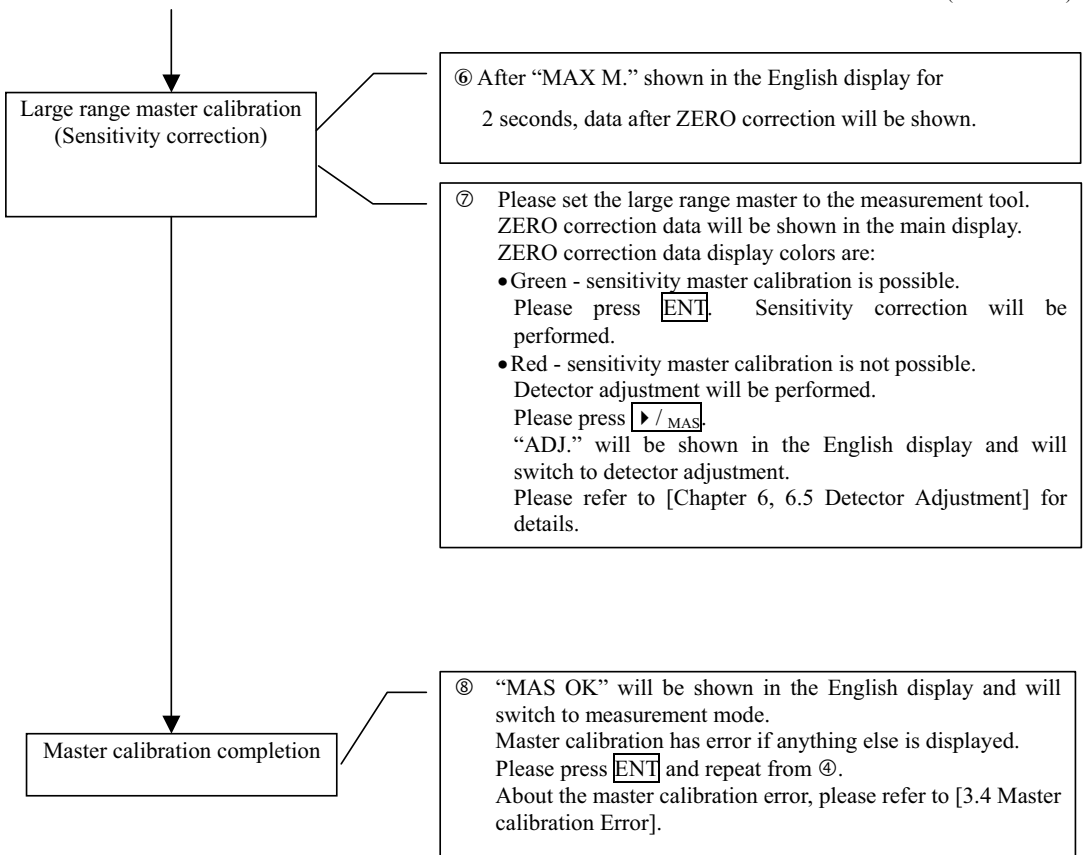 ⑥ After “MAX M.” shown in the English display for
2 seconds, data after ZERO correction will be shown.
Large range master calibration
(Sensitivity correction)
⑦ Please set the large range master to the measurement tool.
ZERO correction data will be shown in the main display.
ZERO correction data display colors are:
•Green - sensitivity master calibration is possible.
Please press ENT. Sensitivity correction will be
performed.
•Red - sensitivity master calibration is not possible.
Detector adjustment will be performed.
Please press ▶ / MAS.
“ADJ.” will be shown in the English display and will
switch to detector adjustment.
Please refer to [Chapter 6, 6.5 Detector Adjustment] for
details.
⑧ “MAS OK” will be shown in the English display and will
switch to measurement mode.
Master calibration has error if anything else is displayed.
Please press ENT and repeat from ④.
About the master calibration error, please refer to [3.4 Master
calibration Error].
Master calibration completion